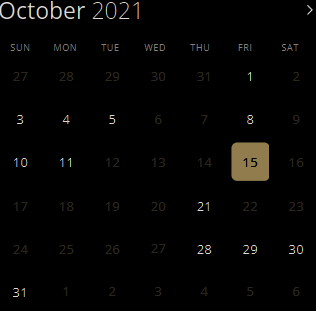 October 2021 >
SUN MON TUE WED THU FRI SAT
27 28 29 30 31 1 2
3 4 5 6 7 8 9
10 11 12 13 14 15 16
17 18 19 20 21 22 23
24 25 26 27 28 29 30
31 1 2 3 4 5 6